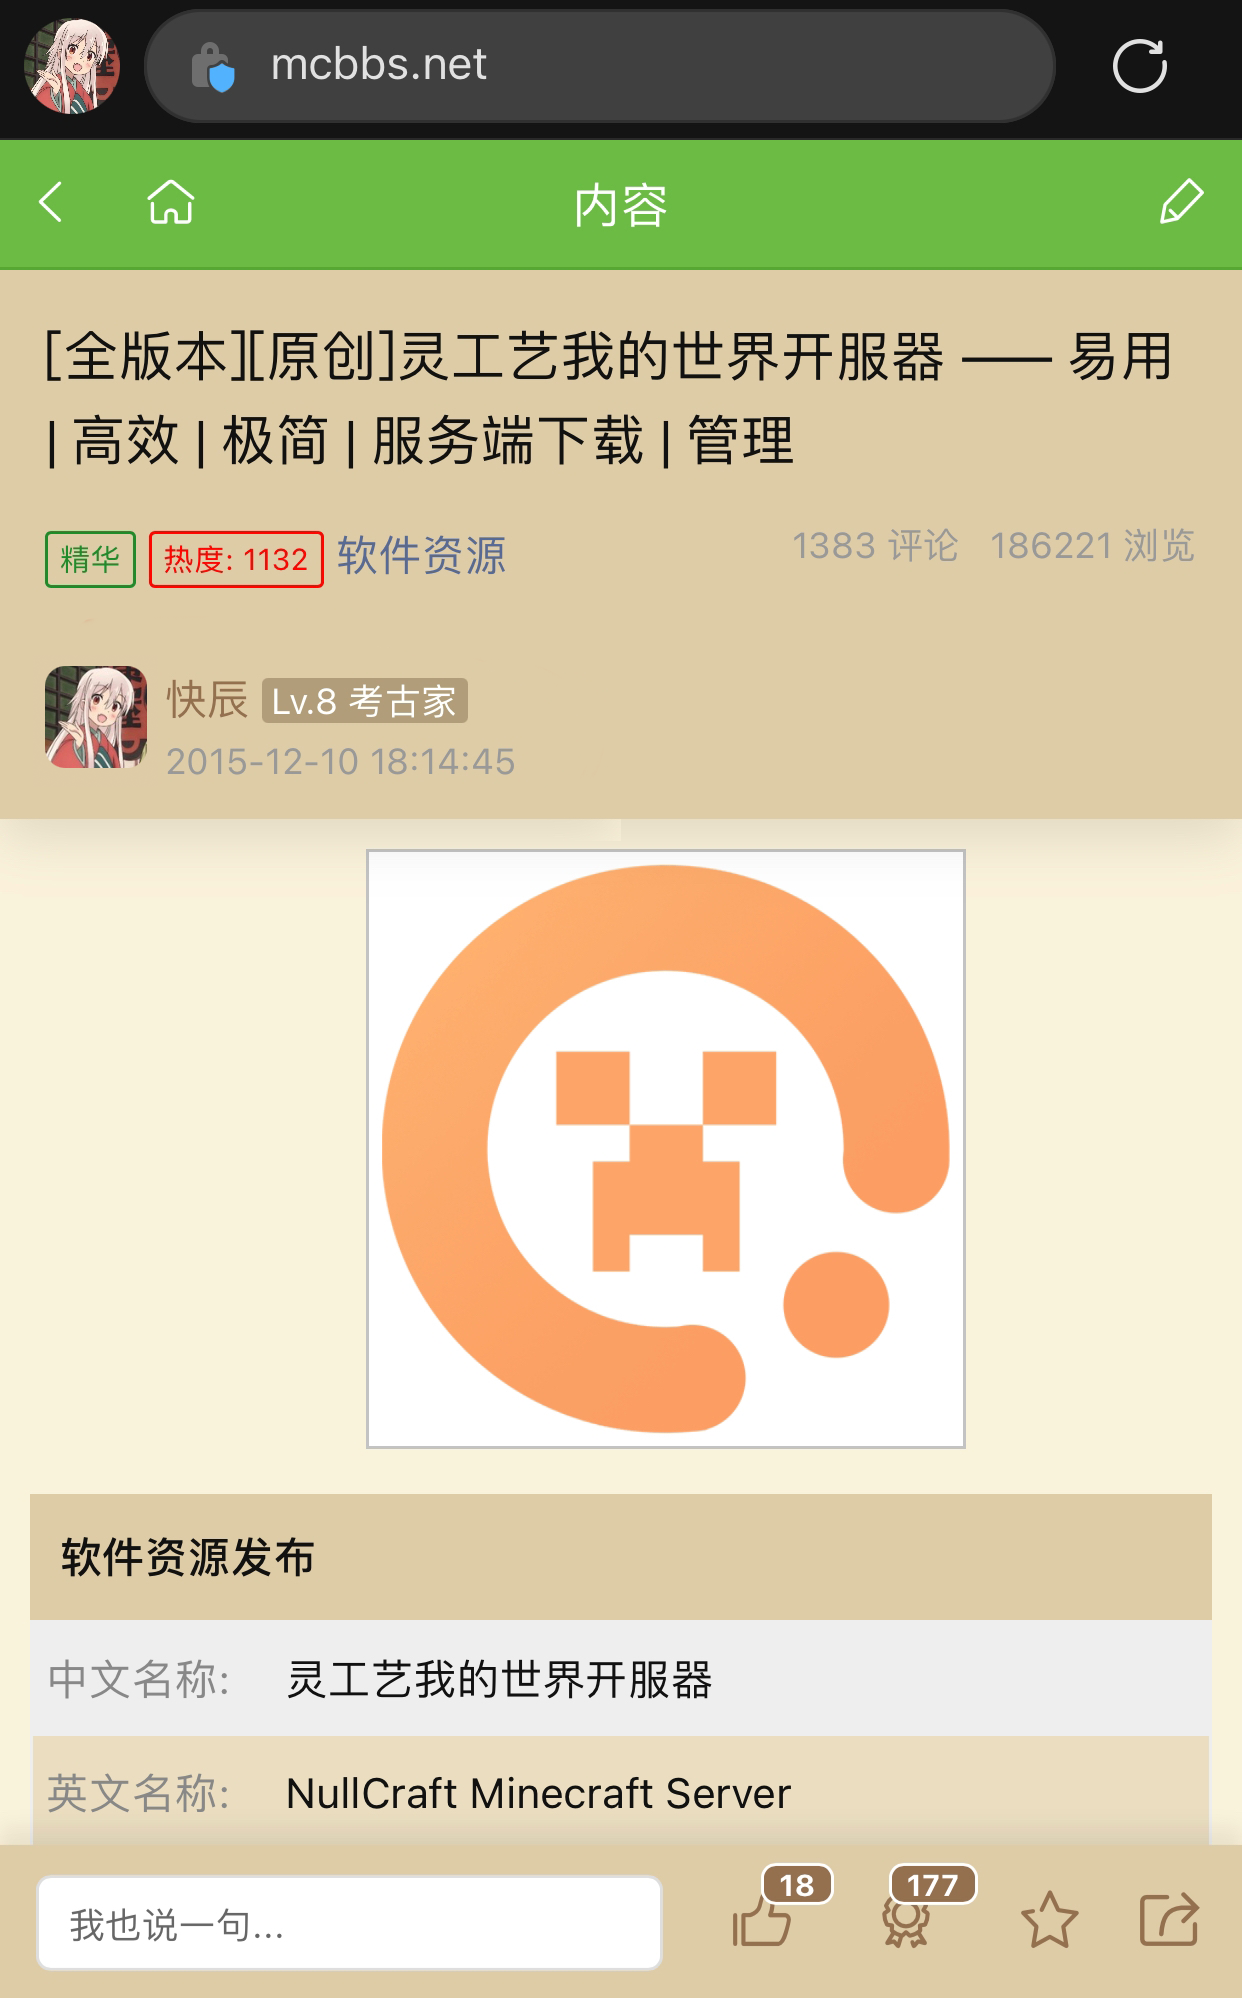 mcbbs.net
内容
[全版本][原创]灵工艺我的世界开服器 —— 易用
| 高效 | 极简 | 服务端下载 | 管理
精华 热度: 1132 软件资源 1383 评论 186221 浏览
快辰 Lv.8 考古家
2015-12-10 18:14:45
软件资源发布
中文名称: 灵工艺我的世界开服器
英文名称: NullCraft Minecraft Server
我也说一句... 18 177